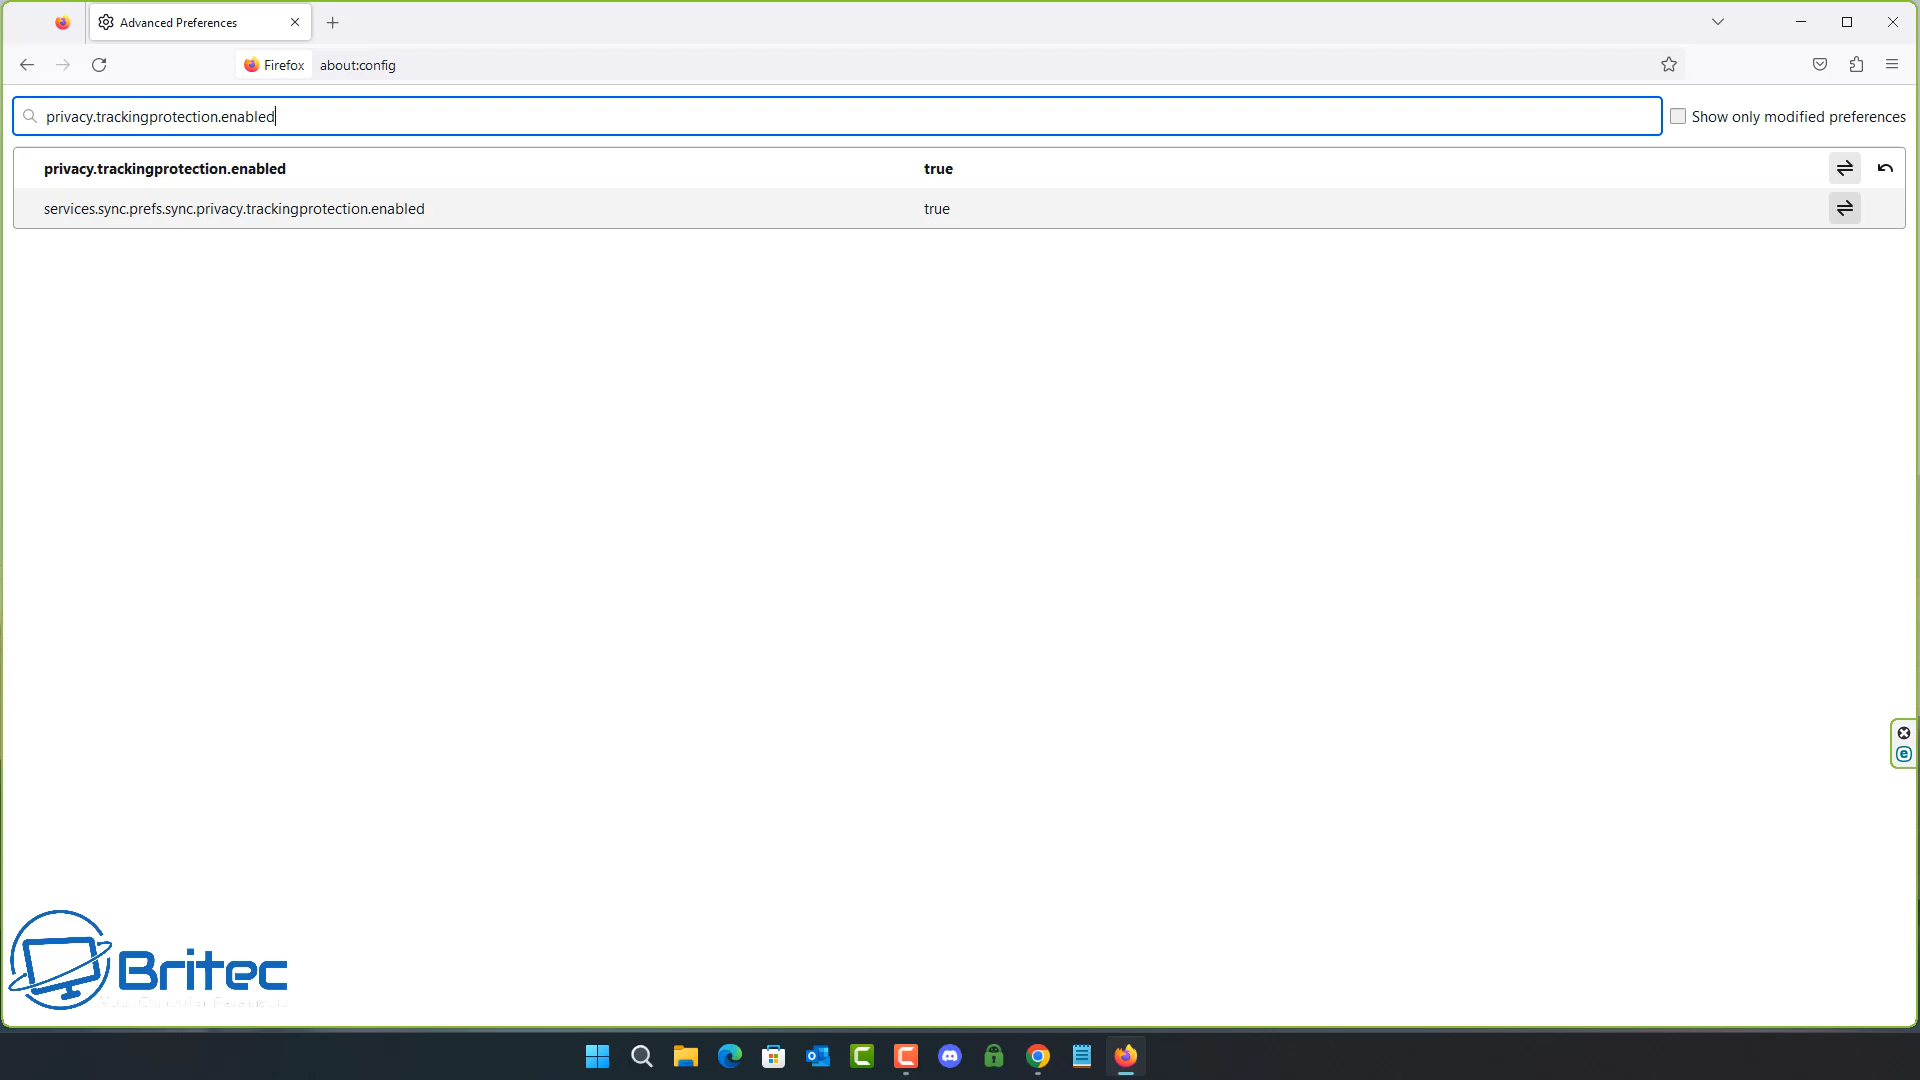 Advanced Preferences
Firefox about:config
privacy.trackingprotection.enabled
Show only modified preferences
privacy.trackingprotection.enabled true
services.sync.prefs.sync.privacy.trackingprotection.enabled true
Britec